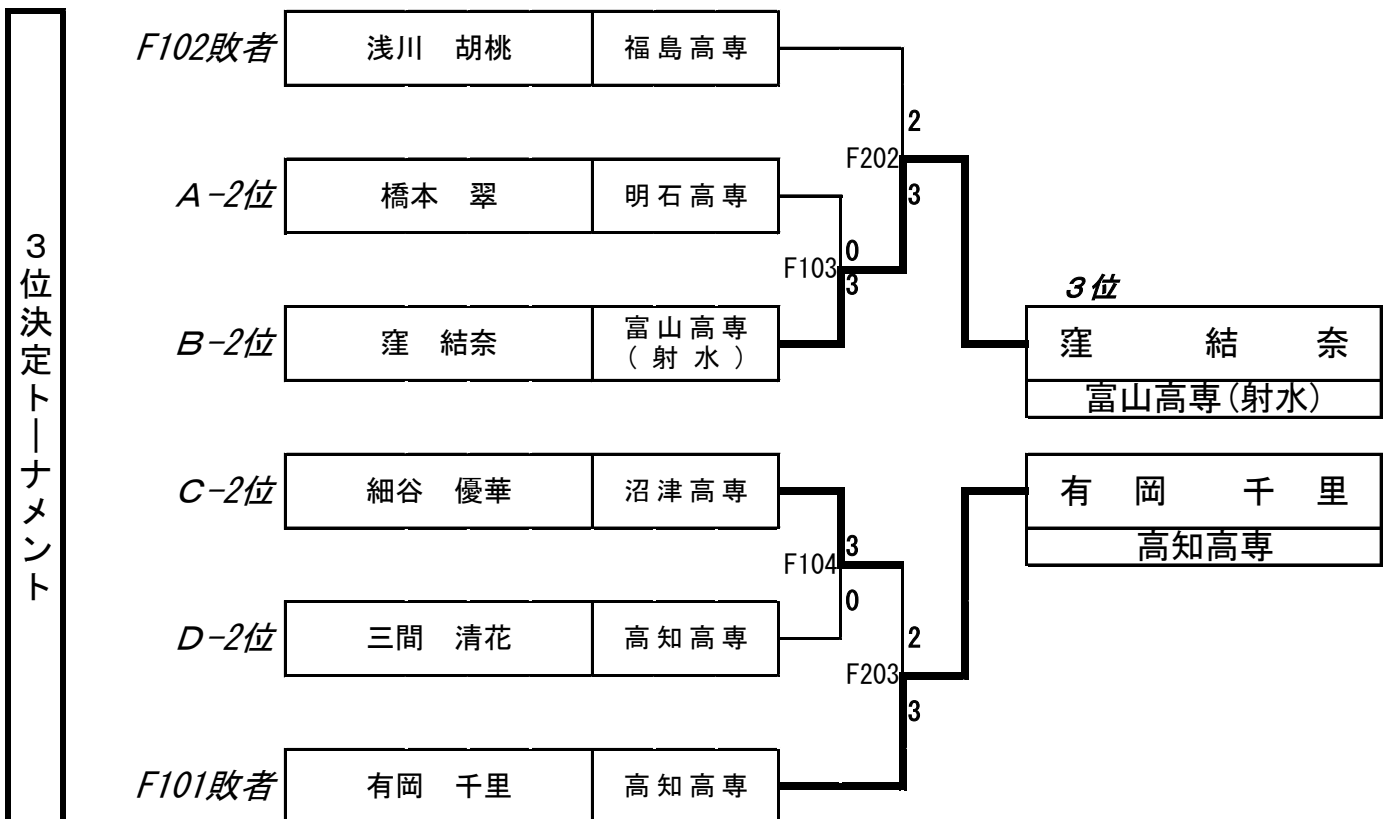 3位決定トーナメント
F102敗者 浅川 胡桃 福島高専
2
F202
A-2位 橋本 翠 明石高専
3
0
F103
3
3位
B-2位 窪 結奈 富山高専
(射水)
窪 結 奈
富山高専(射水)
C-2位 細谷 優華 沼津高専
有 岡 千 里
高知高専
3
F104
0
D-2位 三間 清花 高知高専
2
F203
3
F101敗者 有岡 千里 高知高専